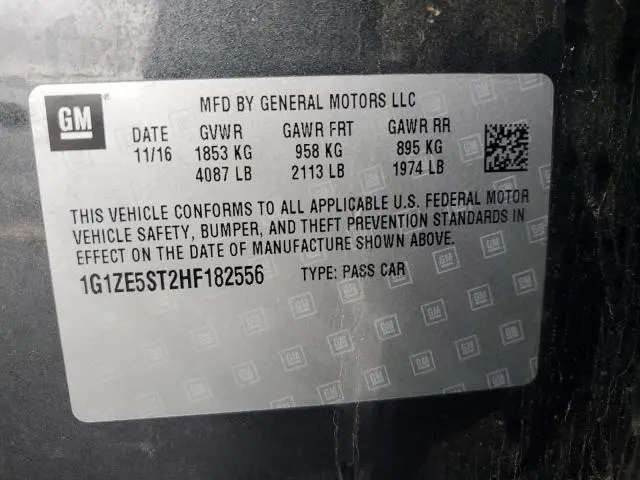 GM
MFD BY GENERAL MOTORS LLC
DATE GVWR GAWR FRT GAWR RR
11/16 1853 KG 958 KG 895 KG
4087 LB 2113 LB 1974 LB
THIS VEHICLE CONFORMS TO ALL APPLICABLE U.S. FEDERAL MOTOR
VEHICLE SAFETY, BUMPER, AND THEFT PREVENTION STANDARDS IN
EFFECT ON THE DATE OF MANUFACTURE SHOWN ABOVE.
1G1ZE5ST2HF182556 TYPE: PASS CAR